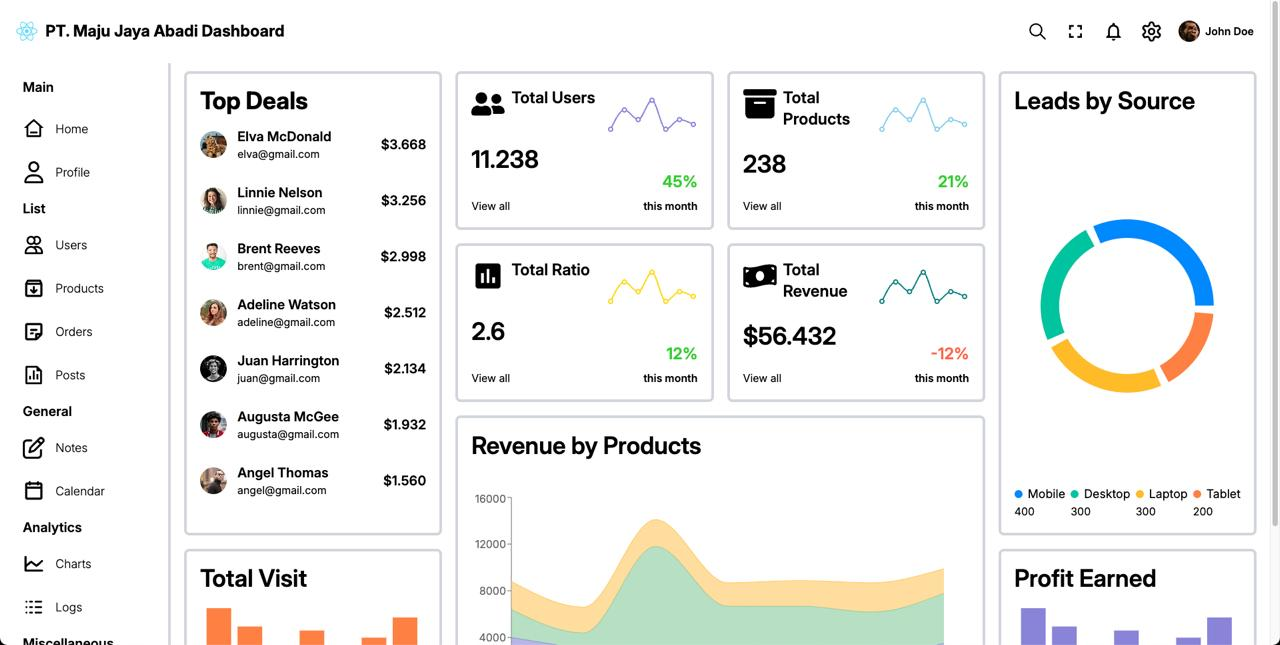 PT. Maju Jaya Abadi Dashboard
John Doe
Main
Home
Profile
List
Users
Products
Orders
Posts
General
Notes
Calendar
Analytics
Charts
Logs
Miscellaneous
Top Deals
Elva McDonald
elva@gmail.com
$3.668
Linnie Nelson
linnie@gmail.com
$3.256
Brent Reeves
brent@gmail.com
$2.998
Adeline Watson
adeline@gmail.com
$2.512
Juan Harrington
juan@gmail.com
$2.134
Augusta McGee
augusta@gmail.com
$1.932
Angel Thomas
angel@gmail.com
$1.560
Total Visit
Total Users
11.238
45%
View all
this month
Total
Products
238
21%
View all
this month
Total Ratio
2.6
12%
View all
this month
Total
Revenue
$56.432
-12%
View all
this month
Revenue by Products
16000
12000
8000
4000
Leads by Source
Mobile Desktop Laptop Tablet
400 300 300 200
Profit Earned